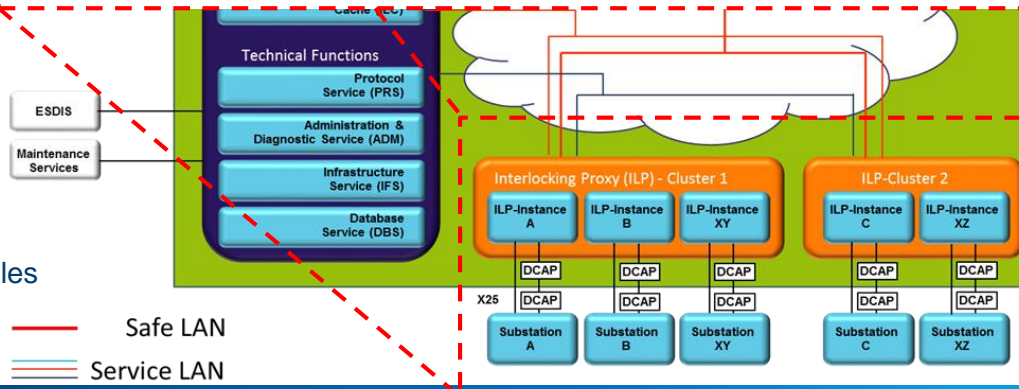 Technical Functions
Protocol
Service (PRS)
Administration &
Diagnostic Service (ADM)
Infrastructure
Service (IFS)
Database
Service (DBS)
ESDIS
Maintenance
Services
Interlocking Proxy (ILP) - Cluster 1
ILP-Cluster 2
ILP-Instance
A
ILP-Instance
B
ILP-Instance
XY
ILP-Instance
C
ILP-Instance
XZ
DCAP
DCAP
DCAP
DCAP
DCAP
X25
DCAP
DCAP
DCAP
DCAP
DCAP
Substation
A
Substation
B
Substation
XY
Substation
C
Substation
XZ
les
Safe LAN
Service LAN